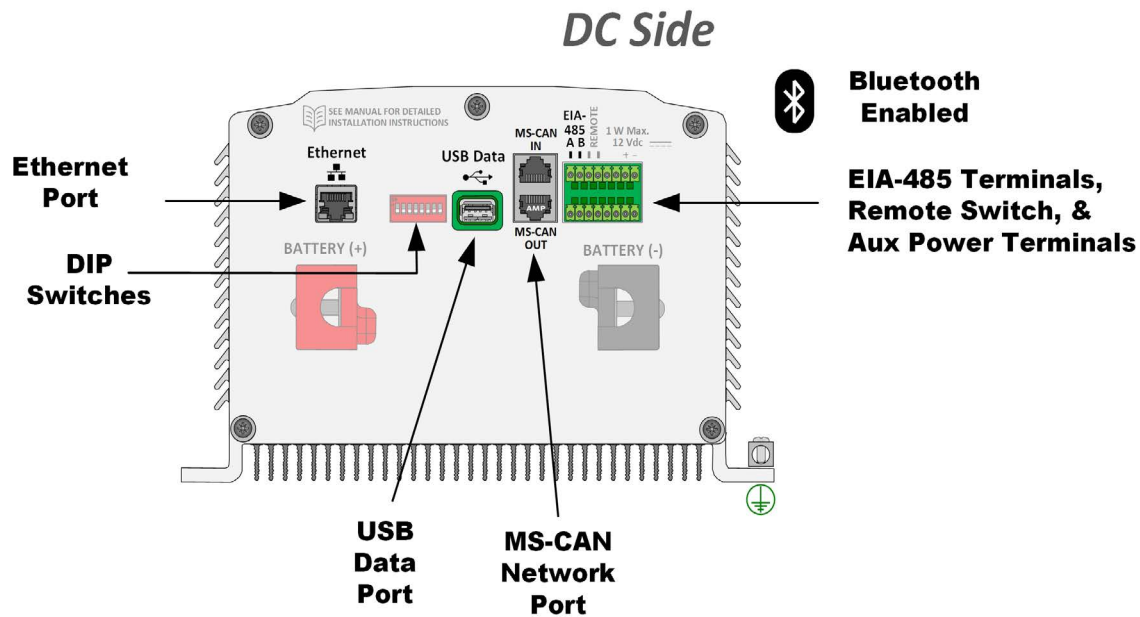 DC Side
Bluetooth
Enabled
SEE MANUAL FOR DETAILED
INSTALLATION INSTRUCTIONS
Ethernet
USB Data
MS-CAN
IN
EIA-
485
A B
REMOTE
1 W Max.
12 Vdc
+ -
Ethernet
Port
EIA-485 Terminals,
Remote Switch, &
Aux Power Terminals
AMP
MS-CAN
OUT
BATTERY (+)
BATTERY (-)
DIP
Switches
USB
Data
Port
MS-CAN
Network
Port